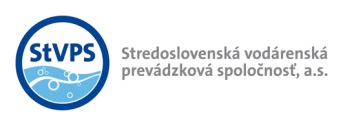 StVPS
Stredoslovenská vodárenská
prevádzková spoločnosť, a.s.